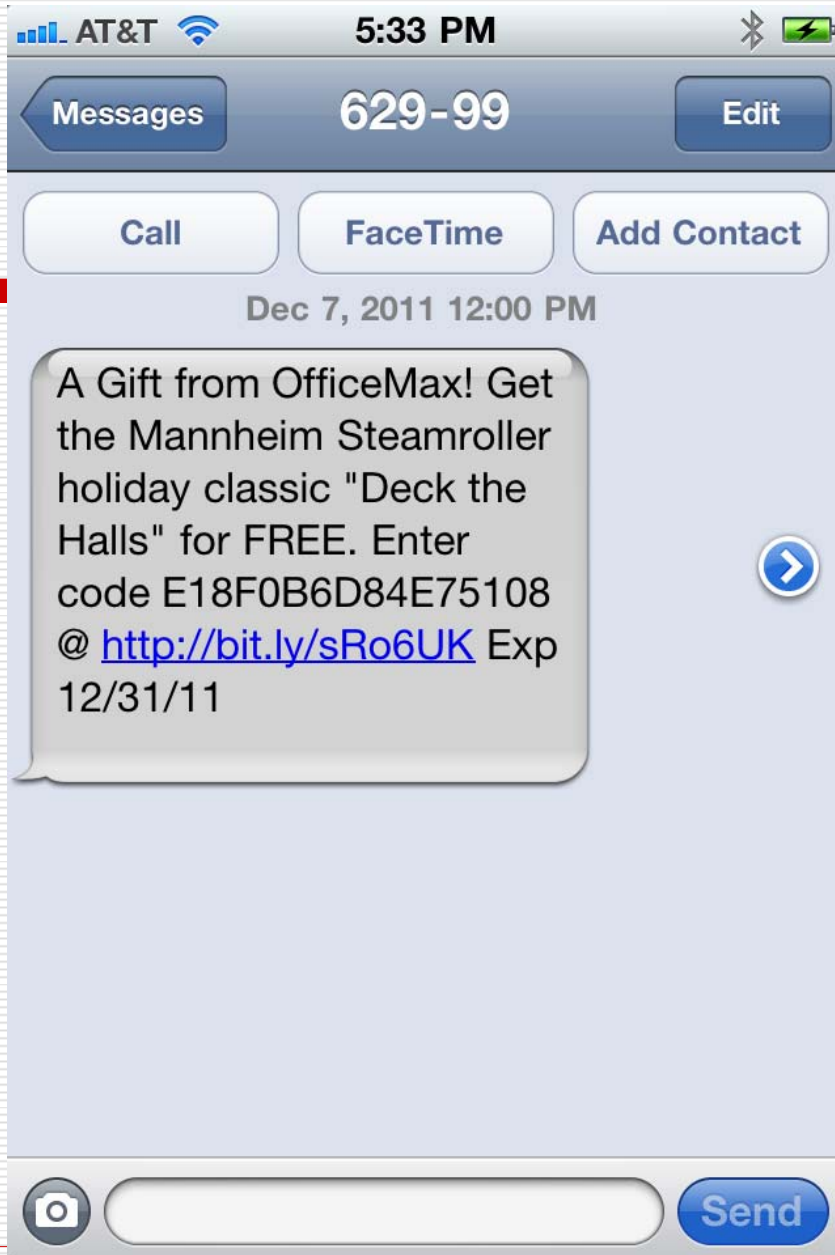 AT&T 5:33 PM
Messages 629-99 Edit
Call FaceTime Add Contact
Dec 7, 2011 12:00 PM
A Gift from OfficeMax! Get
the Mannheim Steamroller
holiday classic "Deck the
Halls" for FREE. Enter
code E18F0B6D84E75108
@ http://bit.ly/sRo6UK Exp
12/31/11
Send